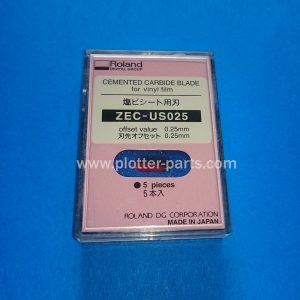 Roland
DIGITAL GROUP
CEMENTED CARBIDE BLADE
for vinyl film
塩ビシート用刃
ZEC-US025
offset value 0.25mm
刃先オフセット 0.25mm
www.plotter-parts.com
5 pieces
5本入
ROLAND DG CORPORATION
MADE IN JAPAN